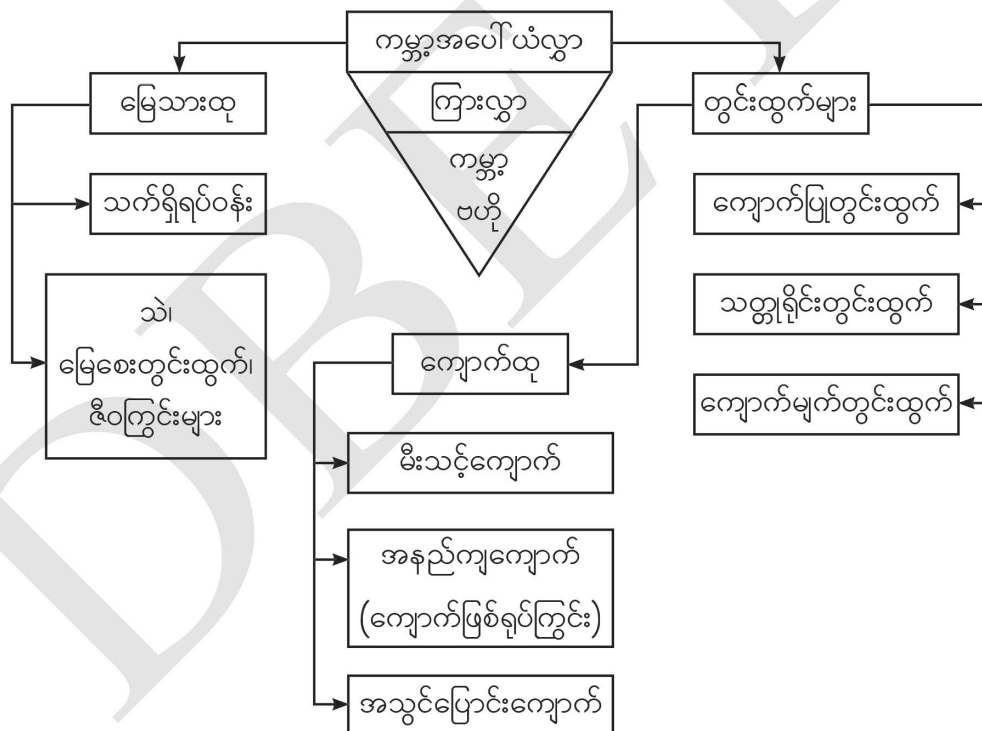 ကမ္ဘာ့အပေါ်ယံလွှာ
ကြားလွှာ
ကမ္ဘာ့
ဗဟို
မြေသားထု
သက်ရှိရပ်ဝန်း
သဲ၊
မြေစေးတွင်းထွက်၊
ဇီဝကြွင်းများ
တွင်းထွက်များ
ကျောက်ပြုတွင်းထွက်
သတ္တုရိုင်းတွင်းထွက်
ကျောက်မျက်တွင်းထွက်
ကျောက်ထု
မီးသင့်ကျောက်
အနည်ကျကျောက်
(ကျောက်ဖြစ်ရုပ်ကြွင်း)
အသွင်ပြောင်းကျောက်
DBE